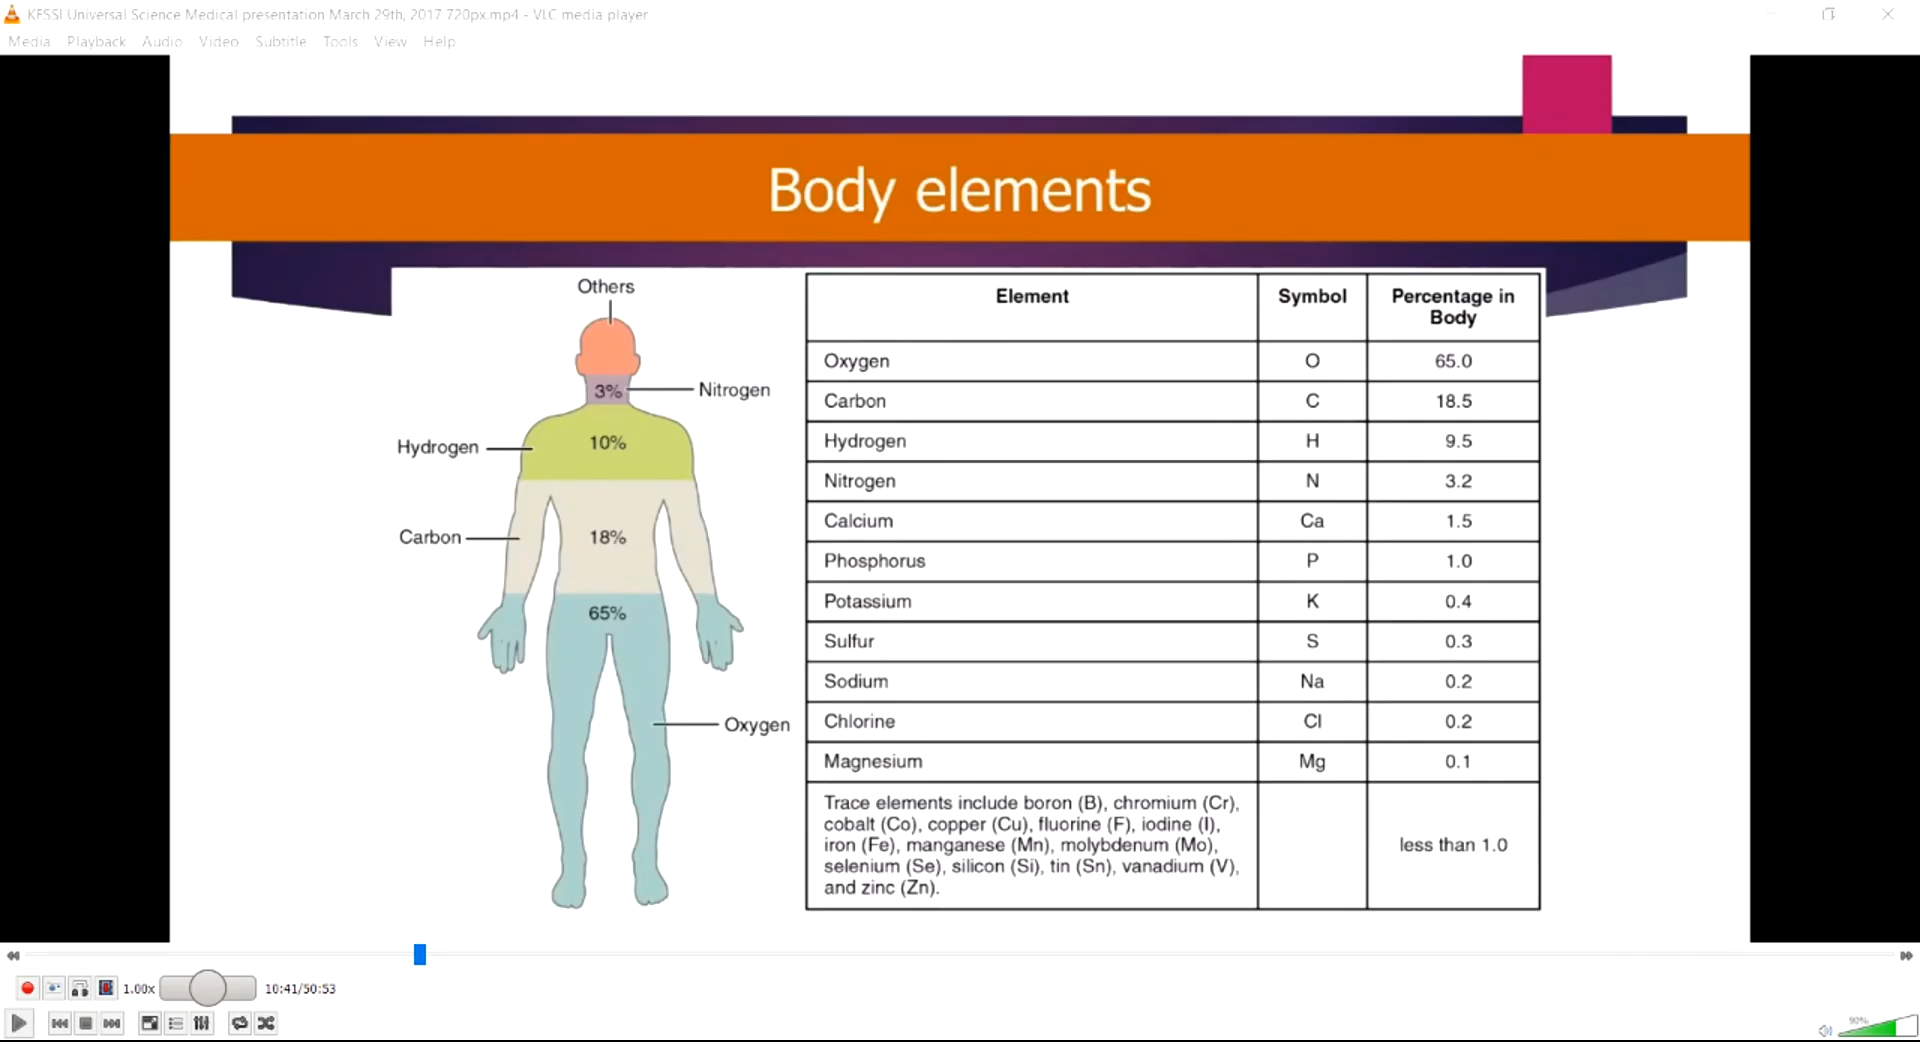 KFSSI Universal Science Medical presentation March 29th, 2017 720px.mp4 - VLC media player
Media Playback Audio Video Subtitle Tools View Help
Body elements
Others
3%
Nitrogen
Hydrogen
10%
Carbon
18%
65%
Oxygen
Element Symbol Percentage in
Body
Oxygen O 65.0
Carbon C 18.5
Hydrogen H 9.5
Nitrogen N 3.2
Calcium Ca 1.5
Phosphorus P 1.0
Potassium K 0.4
Sulfur S 0.3
Sodium Na 0.2
Chlorine Cl 0.2
Magnesium Mg 0.1
Trace elements include boron (B), chromium (Cr),
cobalt (Co), copper (Cu), fluorine (F), iodine (I),
iron (Fe), manganese (Mn), molybdenum (Mo),
selenium (Se), silicon (Si), tin (Sn), vanadium (V),
and zinc (Zn).
less than 1.0
1.00x
10:41/50:53
90%